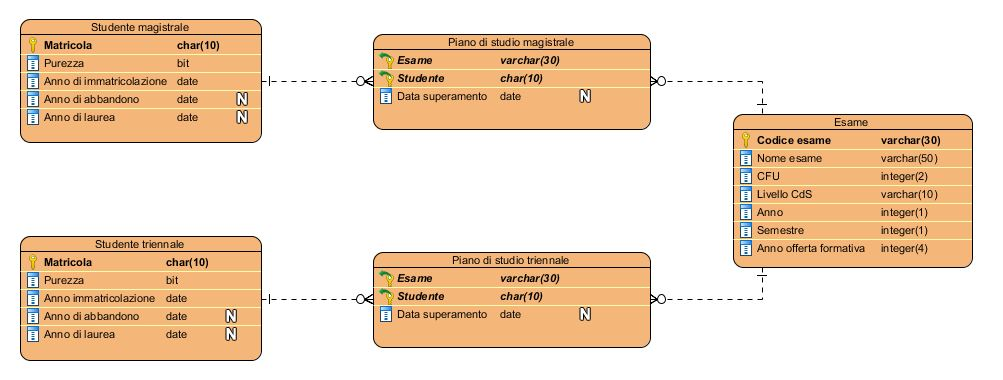 Studente magistrale
Matricola char(10)
Purezza bit
Anno di immatricolazione date
Anno di abbandono date N
Anno di laurea date N
Piano di studio magistrale
Esame varchar(30)
Studente char(10)
Data superamento date N
Esame
Codice esame varchar(30)
Nome esame varchar(50)
CFU integer(2)
Livello CdS varchar(10)
Anno integer(1)
Semestre integer(1)
Anno offerta formativa integer(4)
Studente triennale
Matricola char(10)
Purezza bit
Anno immatricolazione date
Anno di abbandono date N
Anno di laurea date N
Piano di studio triennale
Esame varchar(30)
Studente char(10)
Data superamento date N